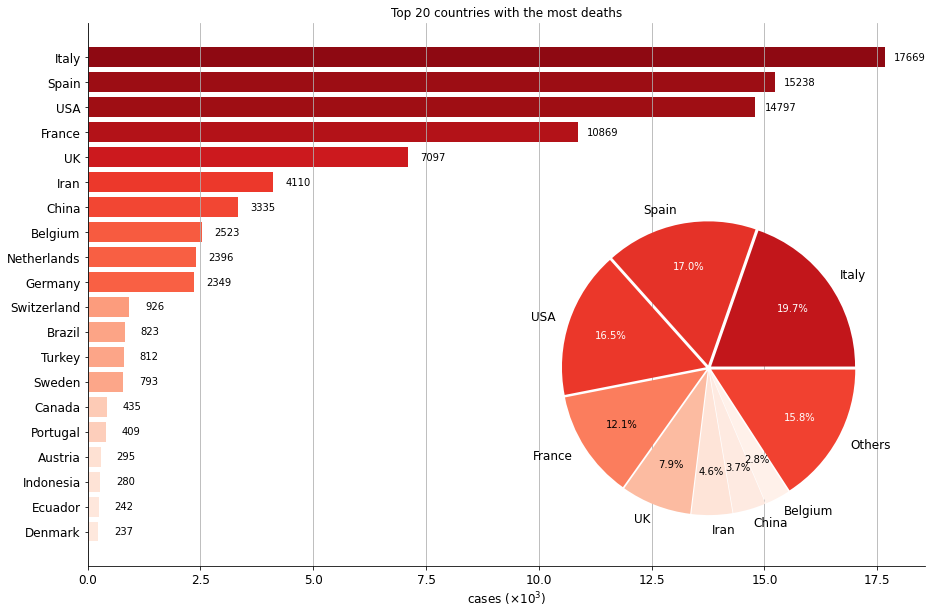 Top 20 countries with the most deaths
Italy 17669
Spain 15238
USA 14797
France 10869
UK 7097
Iran 4110
China 3335
Belgium 2523
Netherlands 2396
Germany 2349
Switzerland 926
Brazil 823
Turkey 812
Sweden 793
Canada 435
Portugal 409
Austria 295
Indonesia 280
Ecuador 242
Denmark 237
0.0 2.5 5.0 7.5 10.0 12.5 15.0 17.5
cases (×10³)
Italy
19.7%
Spain
17.0%
USA
16.5%
France
12.1%
UK
7.9%
Iran
4.6%
China
3.7%
Belgium
2.8%
Others
15.8%